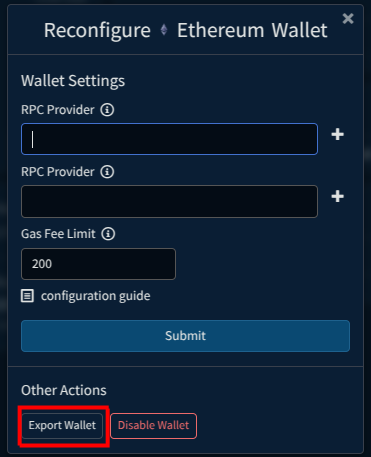 Reconfigure Ethereum Wallet
Wallet Settings
RPC Provider
RPC Provider
Gas Fee Limit
200
configuration guide
Submit
Other Actions
Export Wallet
Disable Wallet